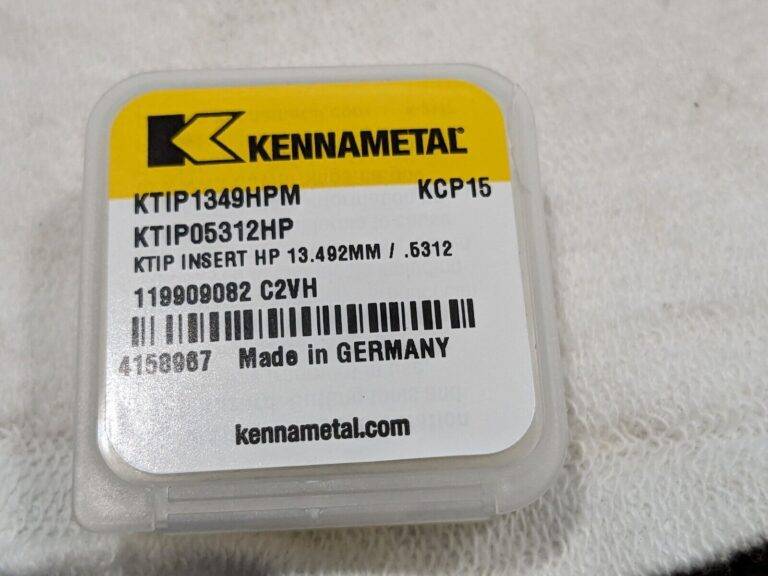 KENNAMETAL
KTIP1349HPM KCP15
KTIP05312HP
KTIP INSERT HP 13.492MM / .5312
119909082 C2VH
4158967 Made in GERMANY
kennametal.com